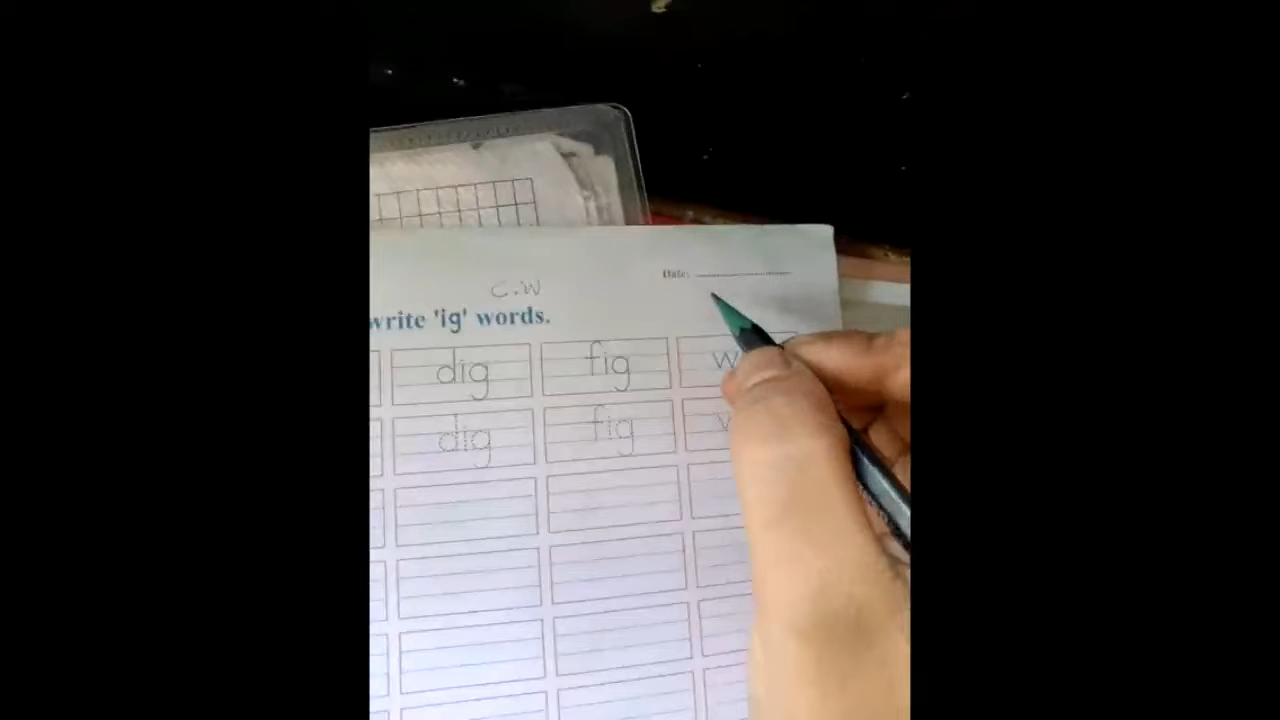 Date:
C.W
write 'ig' words.
dig fig w
dig fig